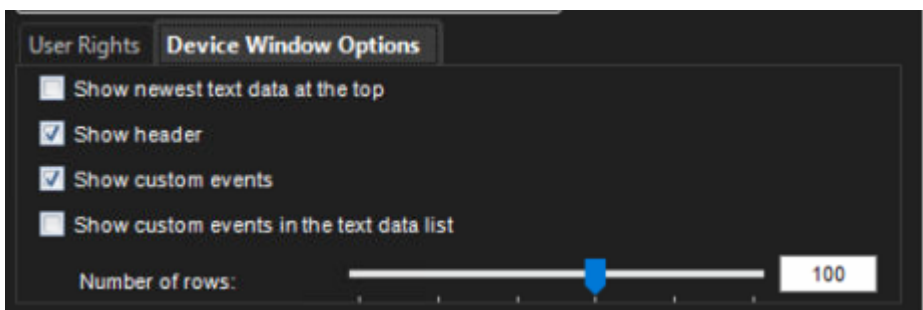 User Rights Device Window Options
Show newest text data at the top
Show header
Show custom events
Show custom events in the text data list
Number of rows: 100